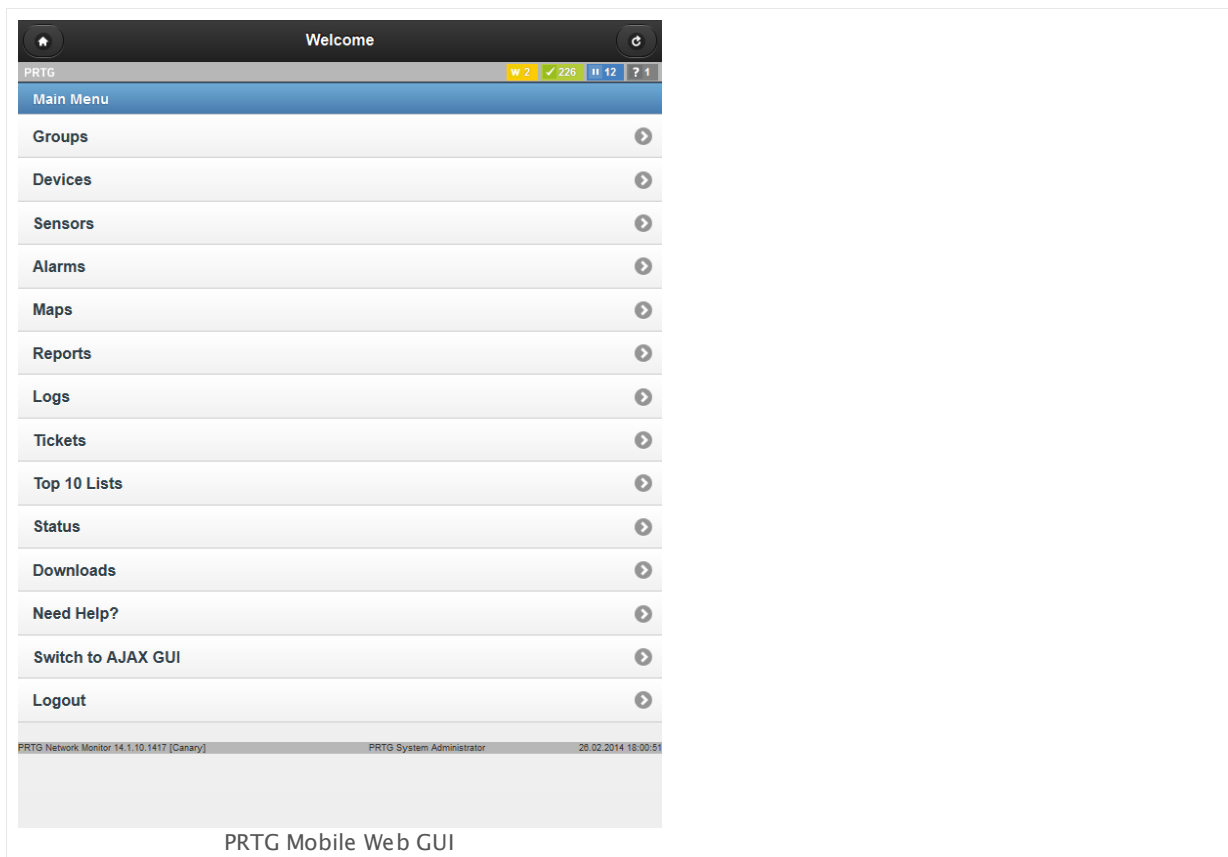 Welcome
PRTG W 2 226 12 ? 1
Main Menu
Groups
Devices
Sensors
Alarms
Maps
Reports
Logs
Tickets
Top 10 Lists
Status
Downloads
Need Help?
Switch to AJAX GUI
Logout
PRTG Network Monitor 14.1.10.1417 [Canary] PRTG System Administrator 26.02.2014 18:00:51
PRTG Mobile Web GUI